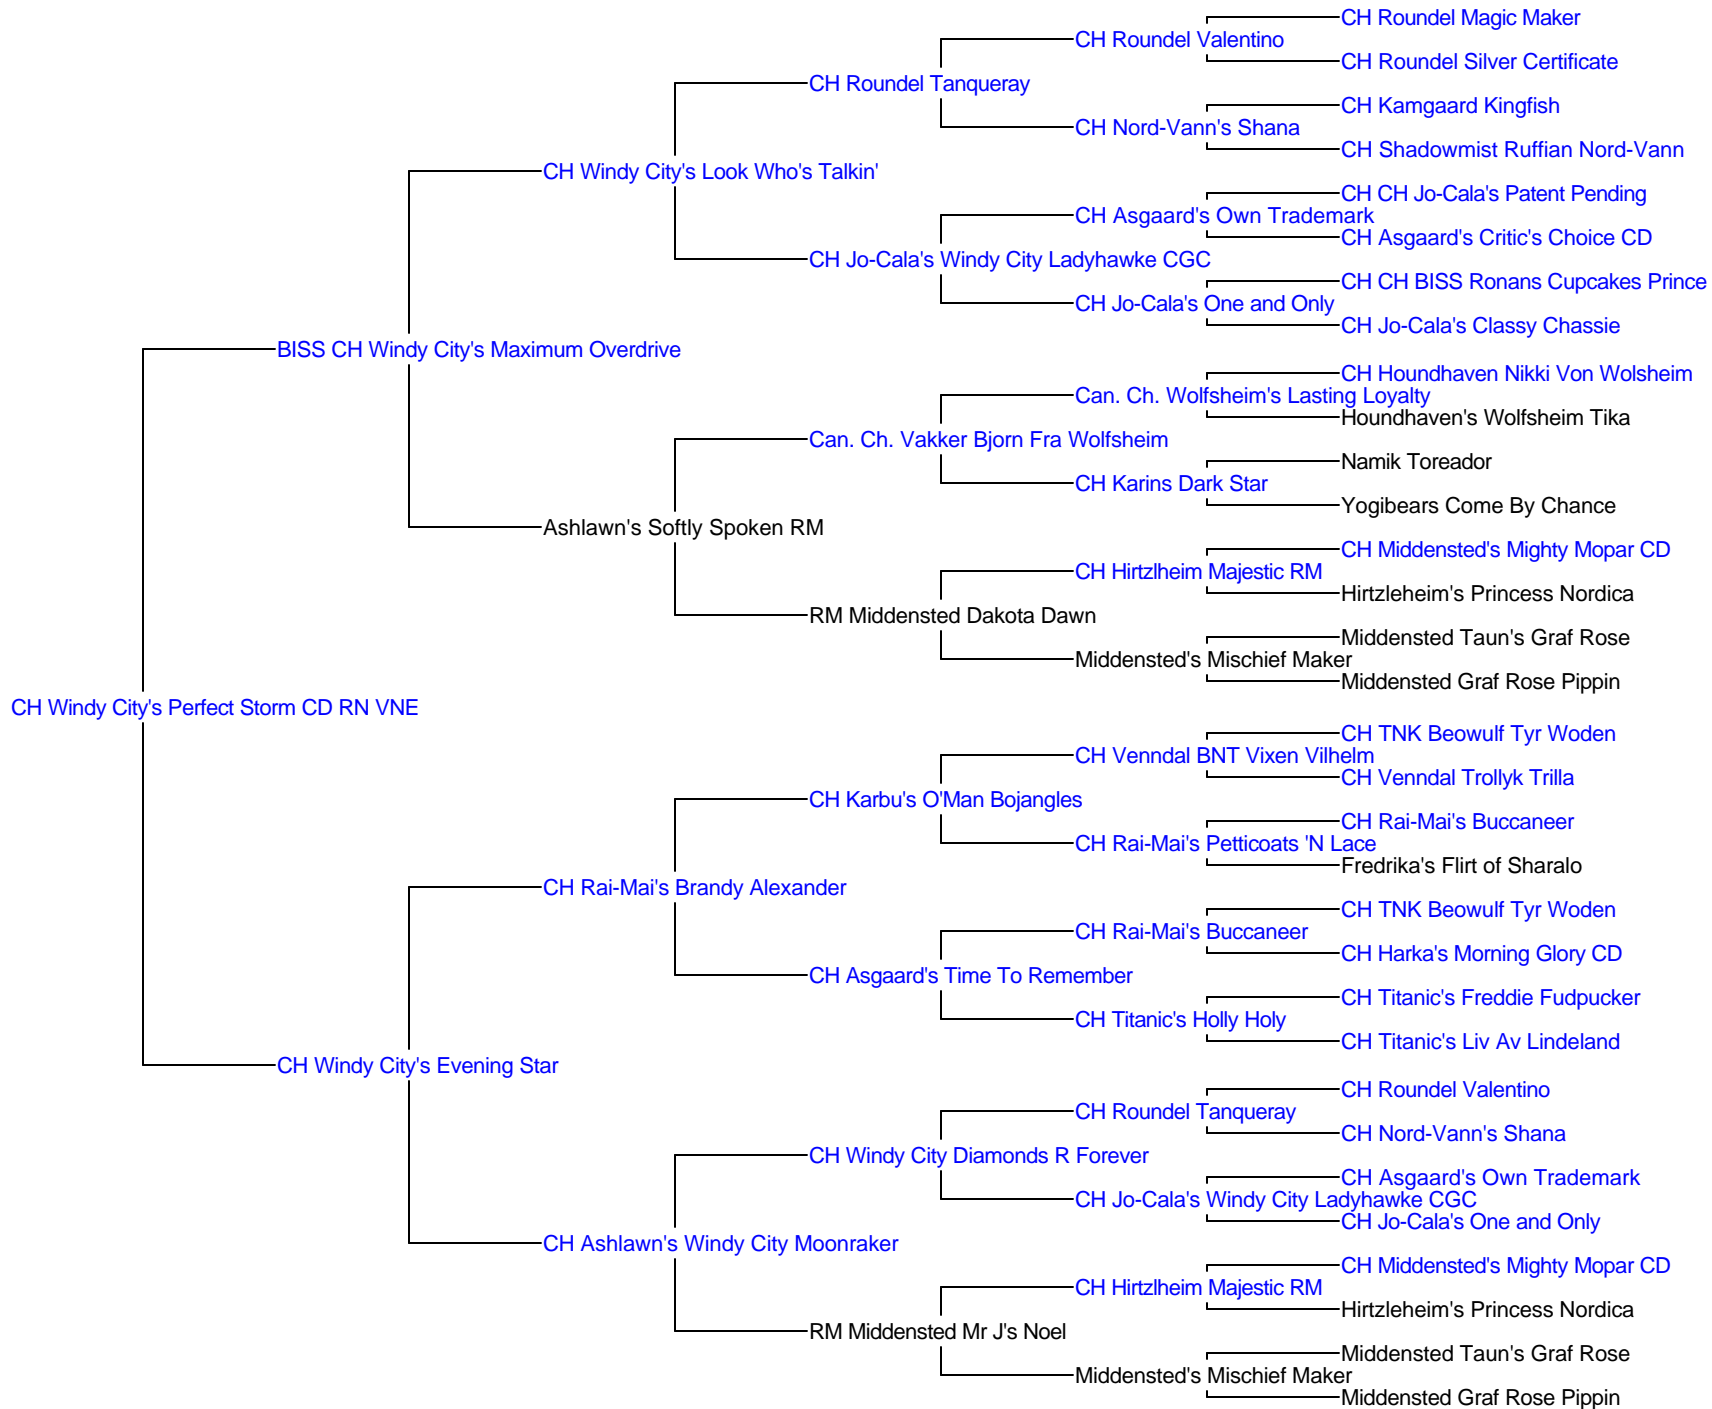 CH Roundel Magic Maker
CH Roundel Valentino
CH Roundel Silver Certificate
CH Roundel Tanqueray
CH Kamgaard Kingfish
CH Nord-Vann's Shana
CH Shadowmist Ruffian Nord-Vann
CH Windy City's Look Who's Talkin'
CH CH Jo-Cala's Patent Pending
CH Asgaard's Own Trademark
CH Asgaard's Critic's Choice CD
CH Jo-Cala's Windy City Ladyhawke CGC
CH CH BISS Ronans Cupcakes Prince
CH Jo-Cala's One and Only
CH Jo-Cala's Classy Chassie
BISS CH Windy City's Maximum Overdrive
CH Houndhaven Nikki Von Wolsheim
Can. Ch. Wolfsheim's Lasting Loyalty
Houndhaven's Wolfsheim Tika
Can. Ch. Vakker Bjorn Fra Wolfsheim
Namik Toreador
CH Karins Dark Star
Yogibears Come By Chance
Ashlawn's Softly Spoken RM
CH Middensted's Mighty Mopar CD
CH Hirtzlheim Majestic RM
Hirtzleheim's Princess Nordica
RM Middensted Dakota Dawn
Middensted Taun's Graf Rose
Middensted's Mischief Maker
Middensted Graf Rose Pippin
CH Windy City's Perfect Storm CD RN VNE
CH TNK Beowulf Tyr Woden
CH Venndal BNT Vixen Vilhelm
CH Venndal Trollyk Trilla
CH Karbu's O'Man Bojangles
CH Rai-Mai's Buccaneer
CH Rai-Mai's Petticoats 'N Lace
Fredrika's Flirt of Sharalo
CH Rai-Mai's Brandy Alexander
CH TNK Beowulf Tyr Woden
CH Rai-Mai's Buccaneer
CH Harka's Morning Glory CD
CH Asgaard's Time To Remember
CH Titanic's Freddie Fudpucker
CH Titanic's Holly Holy
CH Titanic's Liv Av Lindeland
CH Windy City's Evening Star
CH Roundel Valentino
CH Roundel Tanqueray
CH Nord-Vann's Shana
CH Windy City Diamonds R Forever
CH Asgaard's Own Trademark
CH Jo-Cala's Windy City Ladyhawke CGC
CH Jo-Cala's One and Only
CH Ashlawn's Windy City Moonraker
CH Middensted's Mighty Mopar CD
CH Hirtzlheim Majestic RM
Hirtzleheim's Princess Nordica
RM Middensted Mr J's Noel
Middensted Taun's Graf Rose
Middensted's Mischief Maker
Middensted Graf Rose Pippin